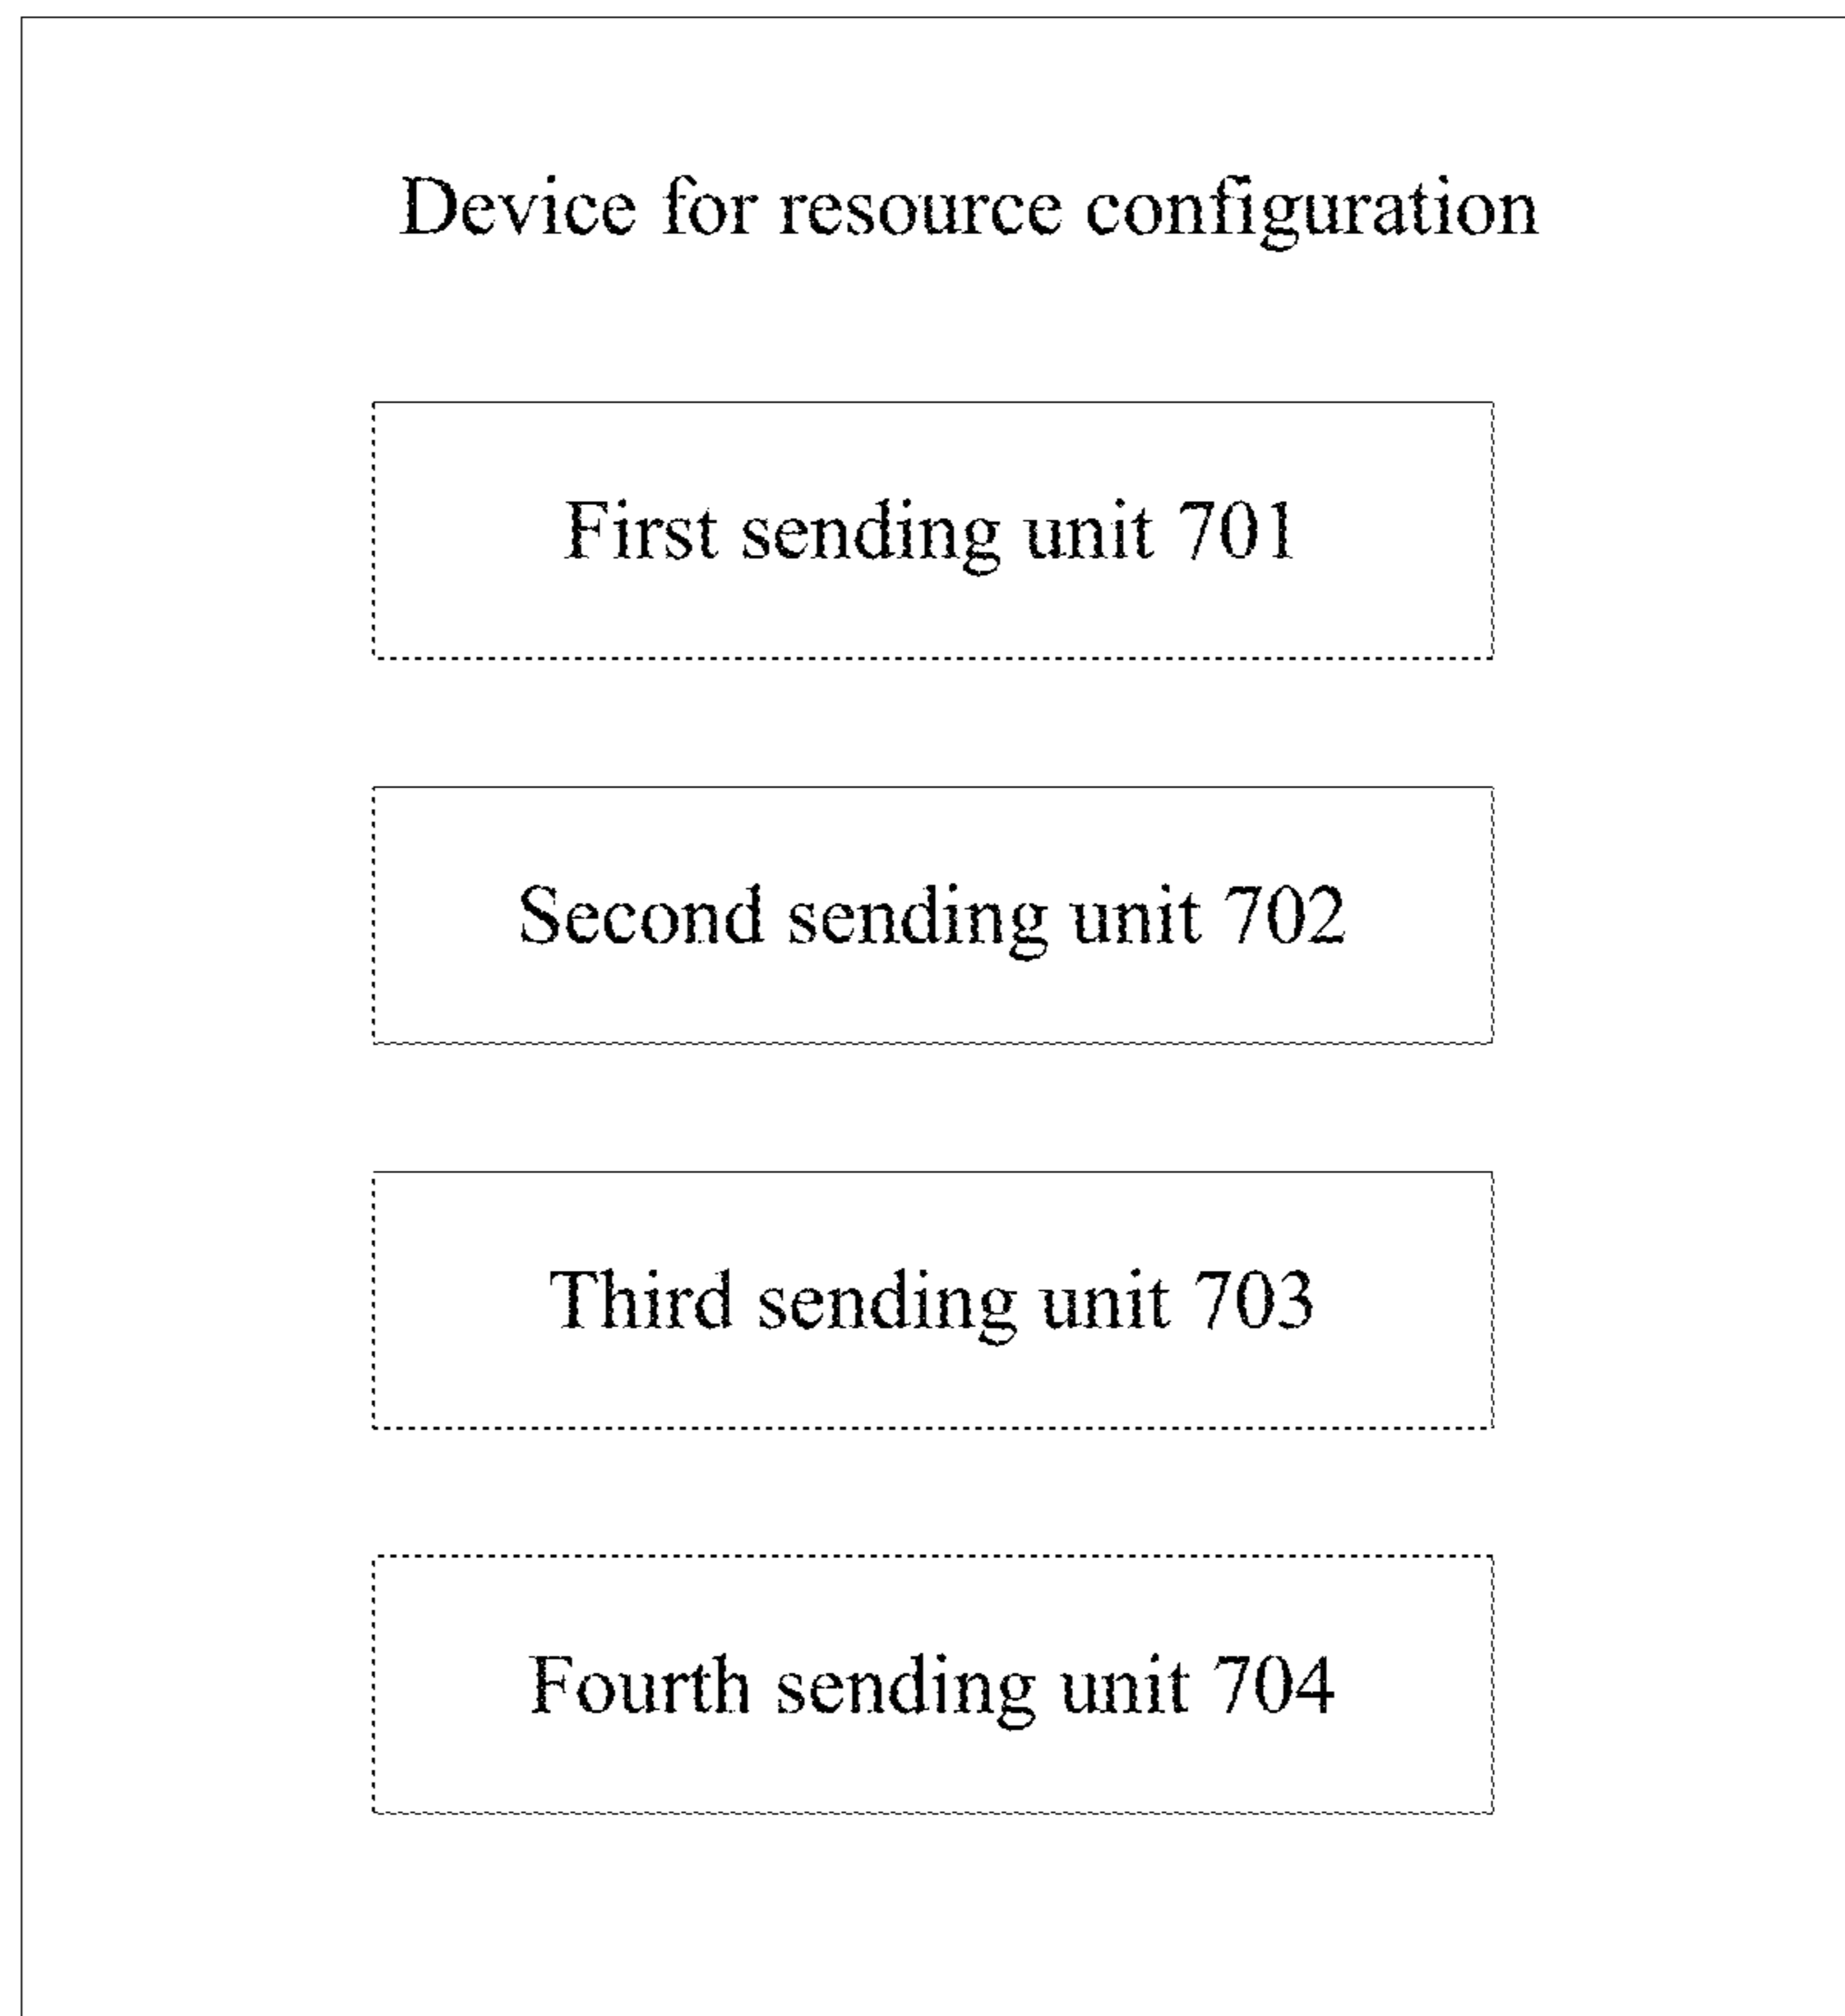 Device for resource configuration
First sending unit 701
Second sending unit 702
Third sending unit 703
Fourth sending unit 704